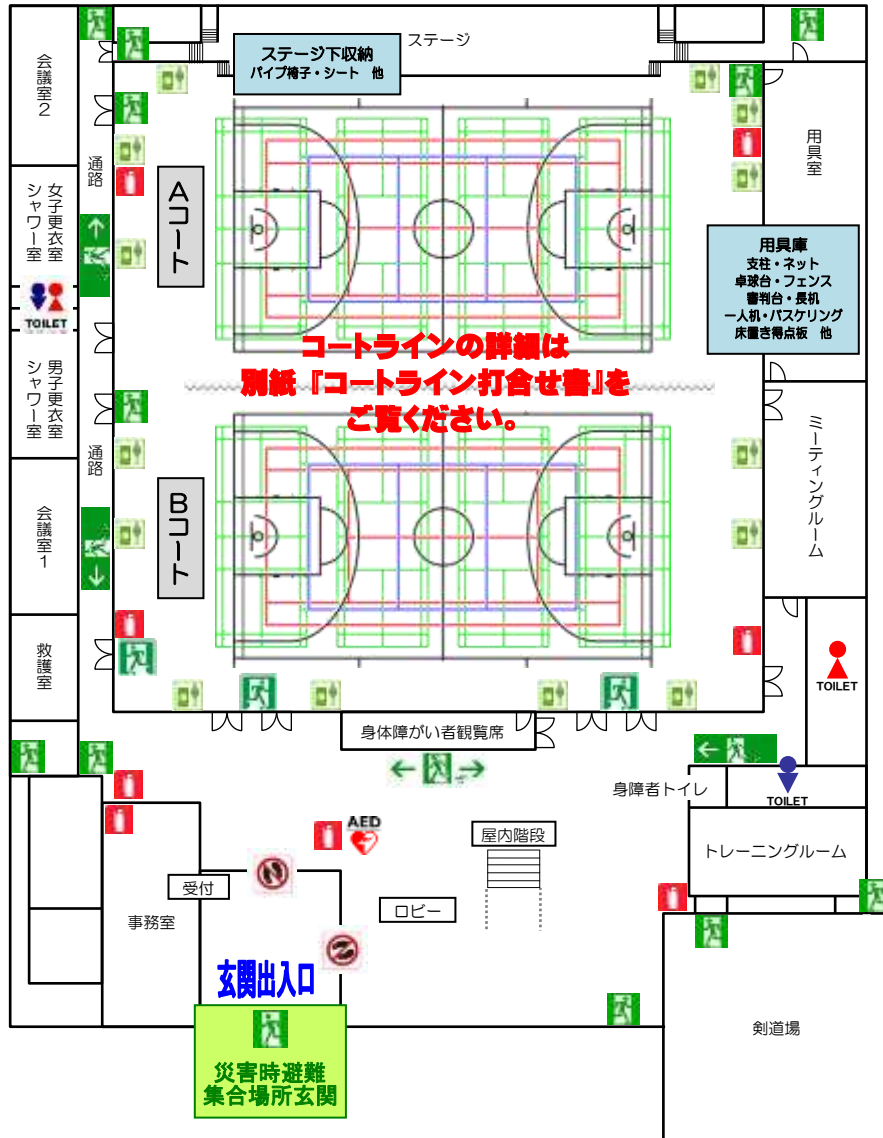 ステージ
ステージ下収納
パイプ椅子・シート 他
会議室2
通路
用具室
Aコート
女子更衣室
シャワー室
用具庫
支柱・ネット
卓球台・フェンス
審判台・長机
一人机・バスケリング
床置き得点板 他
TOILET
コートラインの詳細は
別紙『コートライン打合せ書』を
ご覧ください。
男子更衣室
シャワー室
通路
ミーティングルーム
Bコート
会議室1
救護室
TOILET
身体障がい者観覧席
身障者トイレ
TOILET
AED
屋内階段
トレーニングルーム
受付
ロビー
事務室
玄関出入口
剣道場
災害時避難
集合場所玄関